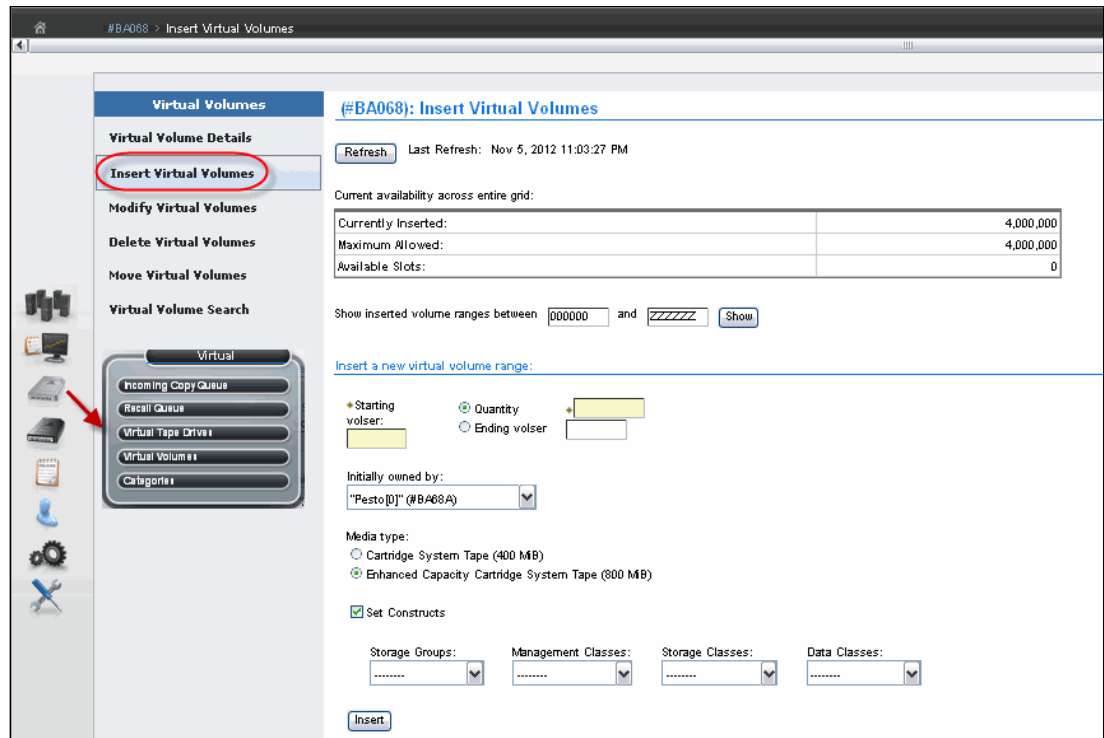 #BA068 > Insert Virtual Volumes
Virtual Volumes
Virtual Volume Details
Insert Virtual Volumes
Modify Virtual Volumes
Delete Virtual Volumes
Move Virtual Volumes
Virtual Volume Search
Virtual
Incoming Copy Queue
Recall Queue
Virtual Tape Drives
Virtual Volumes
Categories
(#BA068): Insert Virtual Volumes
Refresh Last Refresh: Nov 5, 2012 11:03:27 PM
Current availability across entire grid:
Currently Inserted: 4,000,000
Maximum Allowed: 4,000,000
Available Slots: 0
Show inserted volume ranges between 000000 and ZZZZZZ Show
Insert a new virtual volume range:
*Starting volser:
Quantity *
Ending volser
Initially owned by:
"Pesto[0]" (#BA68A)
Media type:
Cartridge System Tape (400 MiB)
Enhanced Capacity Cartridge System Tape (800 MiB)
Set Constructs
Storage Groups: Management Classes: Storage Classes: Data Classes:
-------- -------- -------- --------
Insert